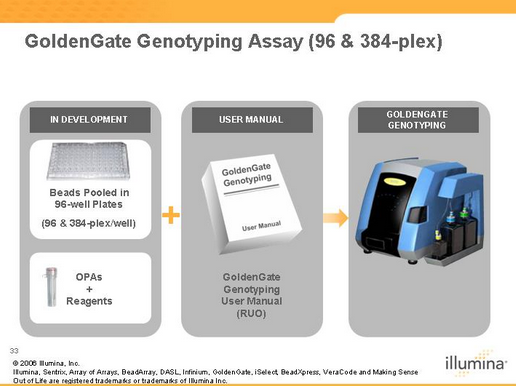 GoldenGate Genotyping Assay (96 & 384-plex)
IN DEVELOPMENT
Beads Pooled in
96-well Plates
(96 & 384-plex/well)
OPAs
+
Reagents
+
USER MANUAL
GoldenGate
Genotyping
User Manual
GoldenGate
Genotyping
User Manual
(RUO)
GOLDENGATE
GENOTYPING
33
© 2006 Illumina, Inc.
Illumina, Sentrix, Array of Arrays, BeadArray, DASL, Infinium, GoldenGate, iSelect, BeadXpress, VeraCode and Making Sense
Out of Life are registered trademarks or trademarks of Illumina Inc.
illumina